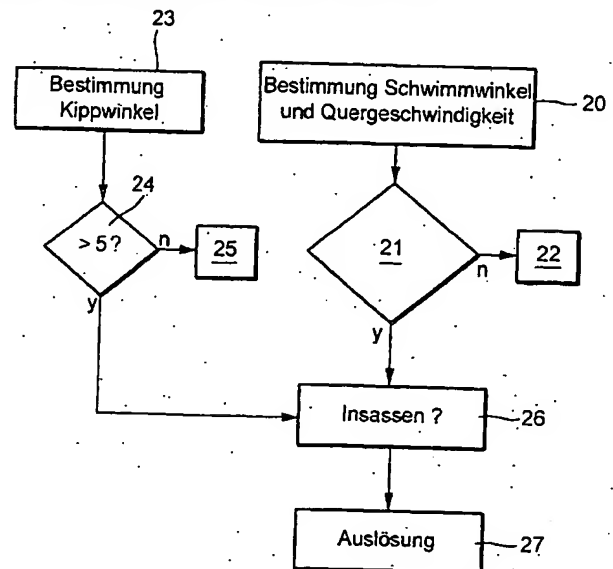 23
Bestimmung
Kippwinkel
Bestimmung Schwimmwinkel
und Quergeschwindigkeit
20
24
> 5?
n
25
y
21
n
22
y
Insassen ?
26
Auslösung
27